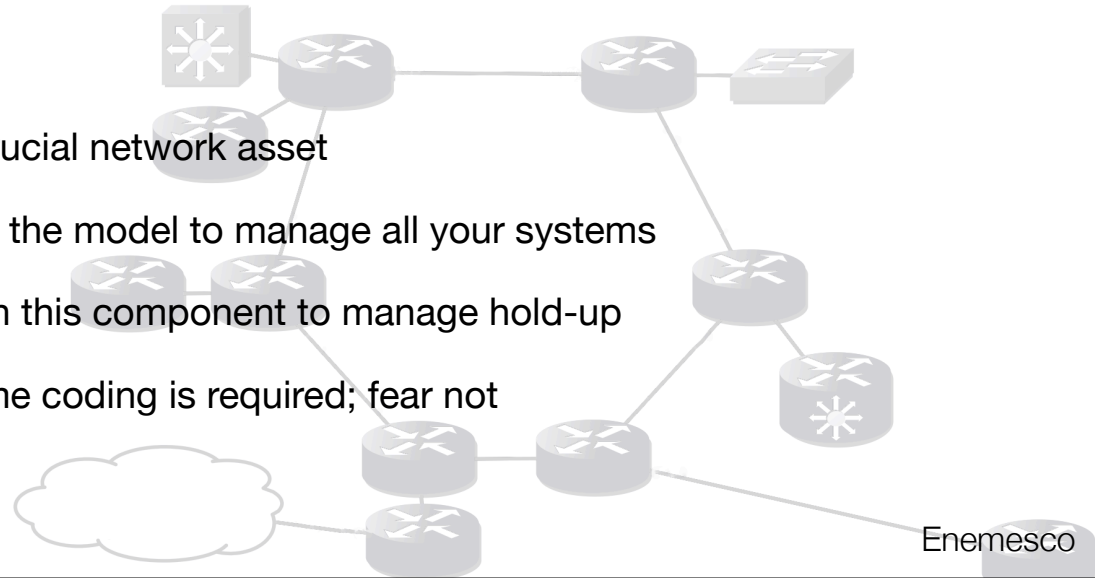 ucial network asset
the model to manage all your systems
n this component to manage hold-up
ne coding is required; fear not
Enemesco